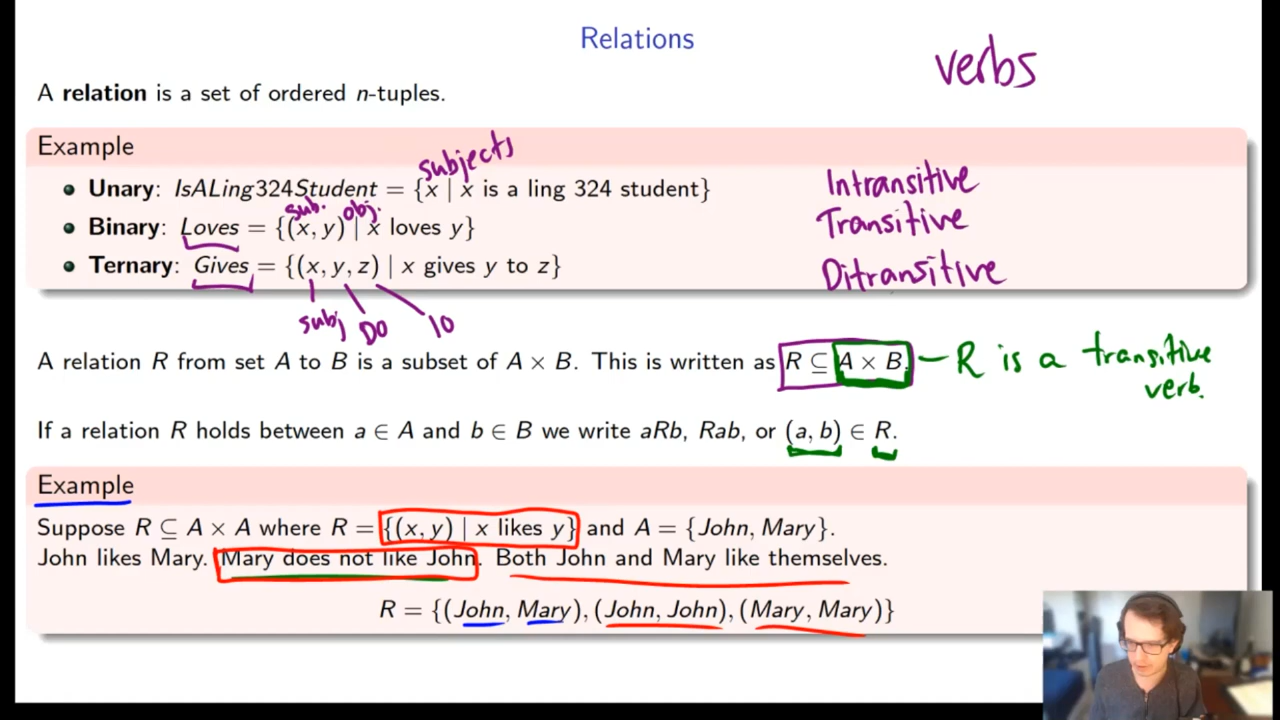 Relations
verbs
A relation is a set of ordered n-tuples.
Example
subjects
Unary: IsALing324Student = {x | x is a ling 324 student}
Intransitive
sub. obj.
Binary: Loves = {(x, y) | x loves y}
Transitive
Ternary: Gives = {(x, y, z) | x gives y to z}
Ditransitive
subj DO IO
A relation R from set A to B is a subset of A × B. This is written as R ⊆ A × B.
R is a transitive
verb.
If a relation R holds between a ∈ A and b ∈ B we write aRb, Rab, or (a, b) ∈ R.
Example
Suppose R ⊆ A × A where R = {(x, y) | x likes y} and A = {John, Mary}.
John likes Mary. Mary does not like John. Both John and Mary like themselves.
R = {(John, Mary), (John, John), (Mary, Mary)}